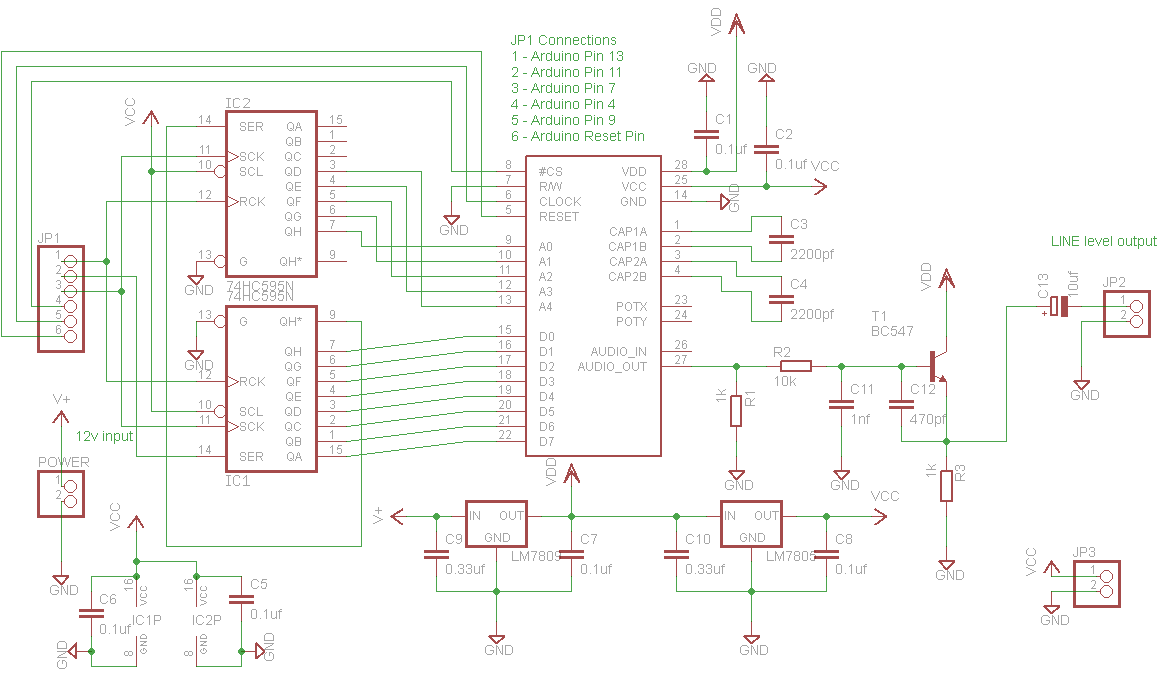 JP1 Connections
1 - Arduino Pin 13
2 - Arduino Pin 11
3 - Arduino Pin 7
4 - Arduino Pin 4
5 - Arduino Pin 9
6 - Arduino Reset Pin
VDD
GND
GND
C1
0.1uf
C2
0.1uf
VCC
VCC
IC2
14 SER QA 15
QB 1
11 SCK QC 2
10 SCL QD 3
QE 4
12 RCK QF 5
QG 6
QH 7
13 G QH* 9
GND
74HC595N
74HC595N
13 G QH* 9
GND
QH 7
QG 6
12 RCK QF 5
QE 4
10 SCL QD 3
11 SCK QC 2
QB 1
14 SER QA 15
IC1
JP1
1
2
3
4
5
6
8 #CS VDD 28
7 R/W VCC 25
6 CLOCK GND 14
5 RESET
GND
GND
CAP1A 1
9 A0 CAP1B 2
10 A1 CAP2A 3
11 A2 CAP2B 4
12 A3
13 A4 POTX 23
POTY 24
15 D0
16 D1 AUDIO_IN 26
17 D2 AUDIO_OUT 27
18 D3
19 D4
20 D5
21 D6
22 D7
C3
2200pf
C4
2200pf
LINE level output
VDD
C13
10uf
JP2
1
2
GND
T1
BC547
R2
10k
1k
R1
GND
C11
1nf
GND
C12
470pf
1k
R3
GND
V+
12v input
POWER
1
2
GND
VCC
C6
0.1uf
GND
16
VCC
IC1P
8
GND
16
VCC
IC2P
8
GND
C5
0.1uf
GND
VDD
V+
IN OUT
GND
LM7809
C9
0.33uf
C7
0.1uf
GND
C10
0.33uf
IN OUT
GND
LM7805
C8
0.1uf
VCC
GND
VCC
JP3
1
2
GND